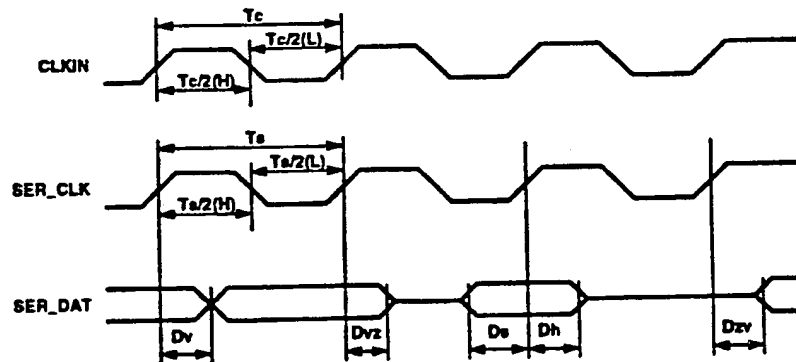 Tc
Tc/2(L)
CLKIN
Tc/2(H)
Ts
Ts/2(L)
SER_CLK
Ts/2(H)
SER_DAT
Dv
Dvz
Ds
Dh
Dzv